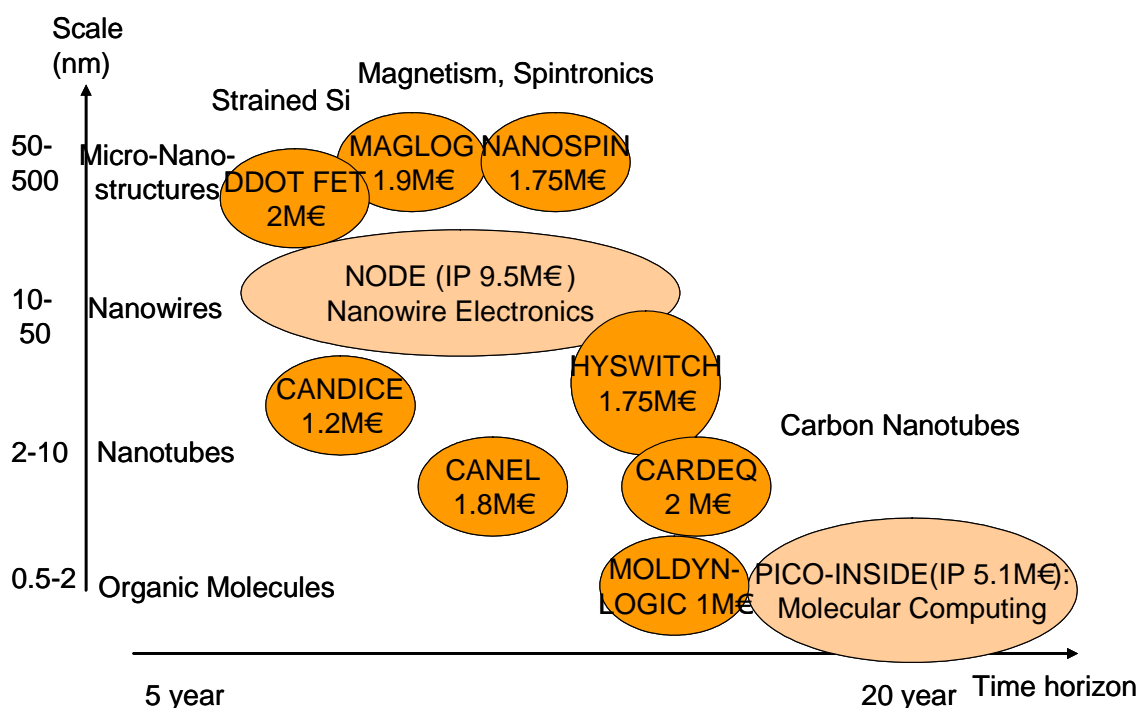 Scale
(nm)
Magnetism, Spintronics
Strained Si
50-
500
Micro-Nano-
structures
MAGLOG
1.9M€
NANOSPIN
1.75M€
DDOT FET
2M€
NODE (IP 9.5M€)
Nanowire Electronics
10-
50
Nanowires
HYSWITCH
1.75M€
CANDICE
1.2M€
Carbon Nanotubes
2-10
Nanotubes
CANEL
1.8M€
CARDEQ
2 M€
0.5-2
Organic Molecules
MOLDYN-
LOGIC 1M€
PICO-INSIDE(IP 5.1M€):
Molecular Computing
5 year
20 year
Time horizon